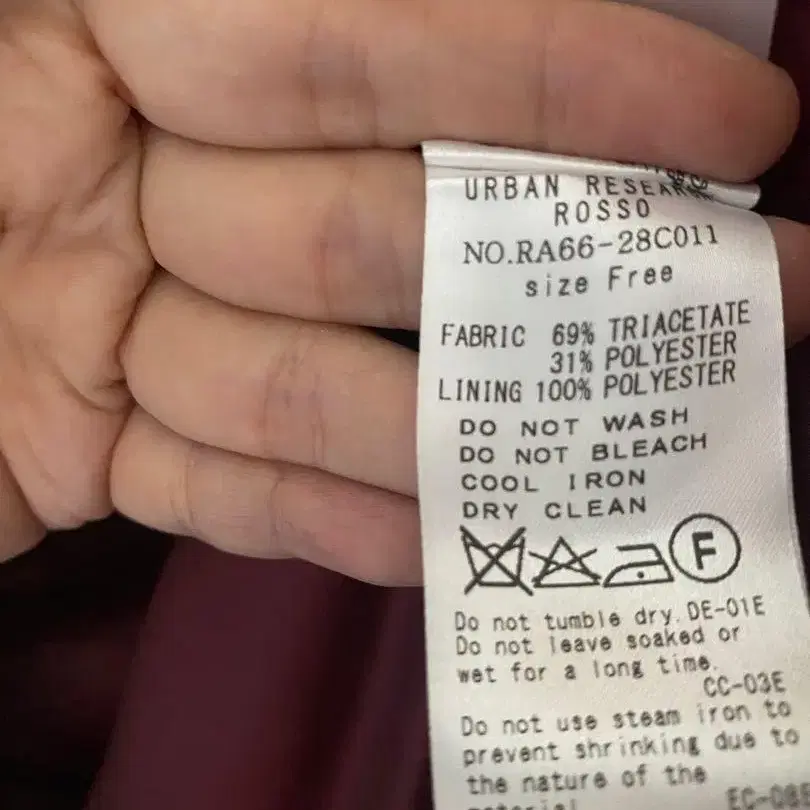 URBAN RESEARCH
ROSSO
NO.RA66-28C011
size Free
FABRIC 69% TRIACETATE
31% POLYESTER
LINING 100% POLYESTER
DO NOT WASH
DO NOT BLEACH
COOL IRON
DRY CLEAN
F
Do not tumble dry. DE-01E
Do not leave soaked or
wet for a long time.
CC-03E
Do not use steam iron to
prevent shrinking due to
the nature of the
material